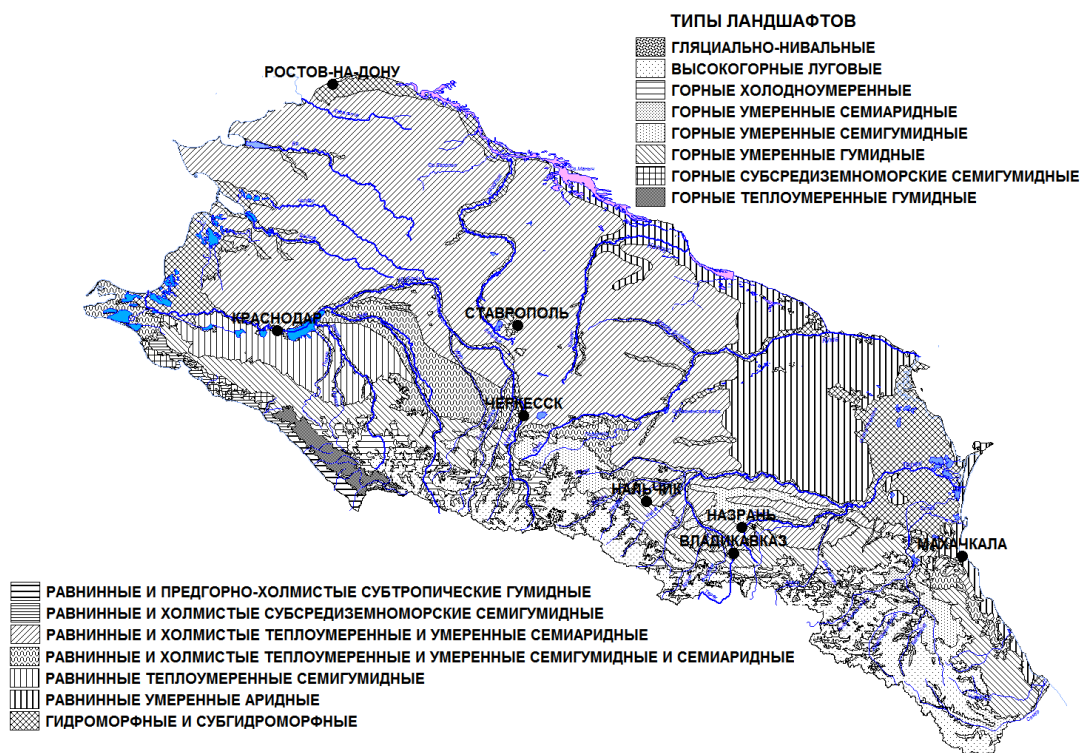 ТИПЫ ЛАНДШАФТОВ
ГЛЯЦИАЛЬНО-НИВАЛЬНЫЕ
ВЫСОКОГОРНЫЕ ЛУГОВЫЕ
ГОРНЫЕ ХОЛОДНОУМЕРЕННЫЕ
ГОРНЫЕ УМЕРЕННЫЕ СЕМИАРИДНЫЕ
ГОРНЫЕ УМЕРЕННЫЕ СЕМИГУМИДНЫЕ
ГОРНЫЕ УМЕРЕННЫЕ ГУМИДНЫЕ
ГОРНЫЕ СУБСРЕДИЗЕМНОМОРСКИЕ СЕМИГУМИДНЫЕ
ГОРНЫЕ ТЕПЛОУМЕРЕННЫЕ ГУМИДНЫЕ
РОСТОВ-НА-ДОНУ
КРАСНОДАР
СТАВРОПОЛЬ
ЧЕРКЕССК
НАЛЬЧИК
НАЗРАНЬ
ВЛАДИКАВКАЗ
МАХАЧКАЛА
РАВНИННЫЕ И ПРЕДГОРНО-ХОЛМИСТЫЕ СУБТРОПИЧЕСКИЕ ГУМИДНЫЕ
РАВНИННЫЕ И ХОЛМИСТЫЕ СУБСРЕДИЗЕМНОМОРСКИЕ СЕМИГУМИДНЫЕ
РАВНИННЫЕ И ХОЛМИСТЫЕ ТЕПЛОУМЕРЕННЫЕ И УМЕРЕННЫЕ СЕМИАРИДНЫЕ
РАВНИННЫЕ И ХОЛМИСТЫЕ ТЕПЛОУМЕРЕННЫЕ И УМЕРЕННЫЕ СЕМИГУМИДНЫЕ И СЕМИАРИДНЫЕ
РАВНИННЫЕ ТЕПЛОУМЕРЕННЫЕ СЕМИГУМИДНЫЕ
РАВНИННЫЕ УМЕРЕННЫЕ АРИДНЫЕ
ГИДРОМОРФНЫЕ И СУБГИДРОМОРФНЫЕ